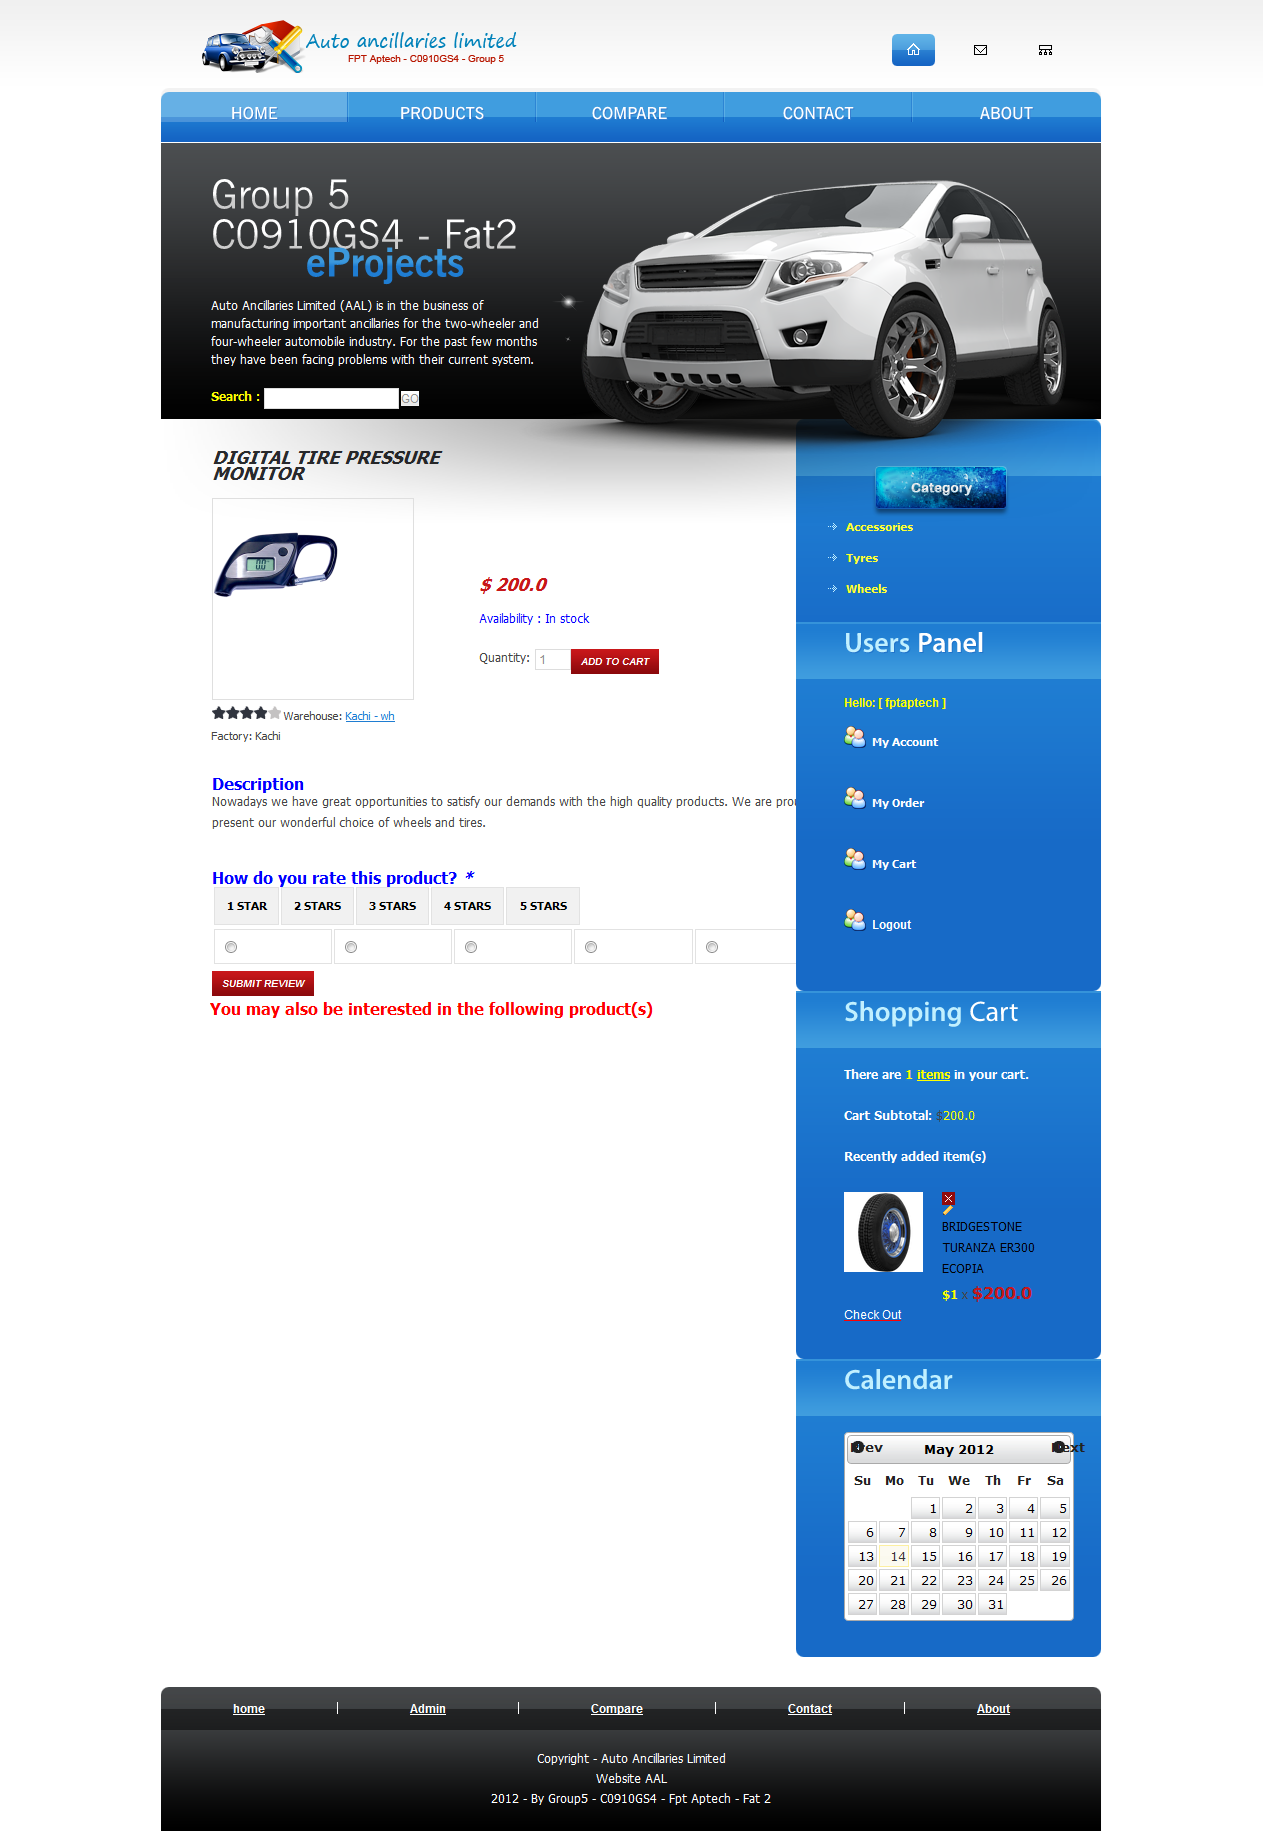 Auto ancillaries limited
FPT Aptech - C0910GS4 - Group 5
HOME
PRODUCTS
COMPARE
CONTACT
ABOUT
Group 5
C0910GS4 - Fat2
eProjects
Auto Ancillaries Limited (AAL) is in the business of
manufacturing important ancillaries for the two-wheeler and
four-wheeler automobile industry. For the past few months
they have been facing problems with their current system.
Search :
GO
DIGITAL TIRE PRESSURE
MONITOR
$ 200.0
Availability : In stock
Quantity: 1 ADD TO CART
Warehouse: Kachi - wh
Factory: Kachi
Description
Nowadays we have great opportunities to satisfy our demands with the high quality products. We are
present our wonderful choice of wheels and tires.
How do you rate this product? *
1 STAR 2 STARS 3 STARS 4 STARS 5 STARS
SUBMIT REVIEW
You may also be interested in the following product(s)
Category
Accessories
Tyres
Wheels
Users Panel
Hello: [ fptaptech ]
My Account
My Order
My Cart
Logout
Shopping Cart
There are 1 items in your cart.
Cart Subtotal: $200.0
Recently added item(s)
BRIDGESTONE
TURANZA ER300
ECOPIA
$1 x $200.0
Check Out
Calendar
Prev May 2012 Next
Su Mo Tu We Th Fr Sa
1 2 3 4 5
6 7 8 9 10 11 12
13 14 15 16 17 18 19
20 21 22 23 24 25 26
27 28 29 30 31
home
Admin
Compare
Contact
About
Copyright - Auto Ancillaries Limited
Website AAL
2012 - By Group5 - C0910GS4 - Fpt Aptech - Fat 2